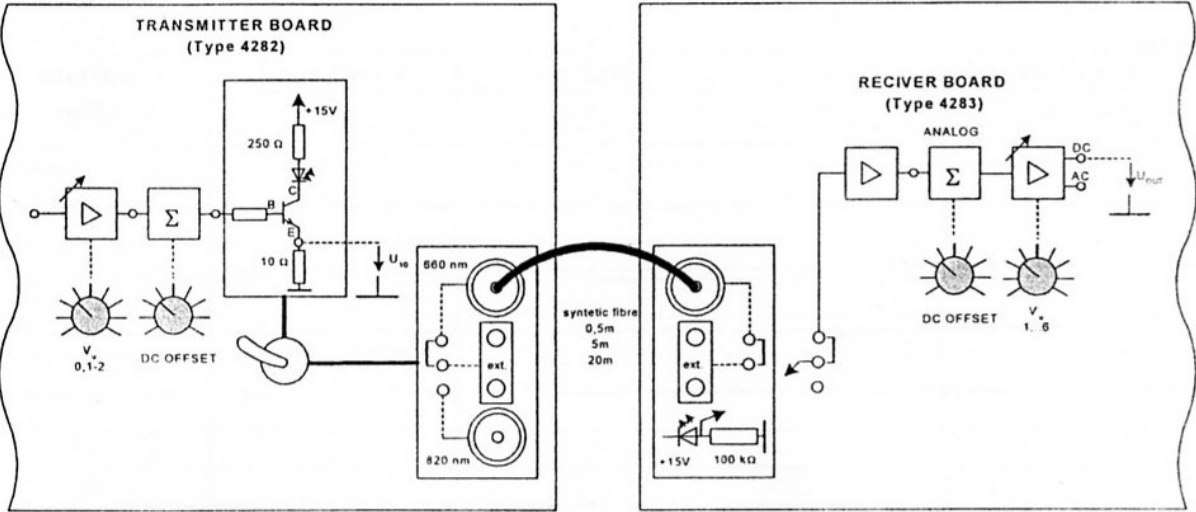 TRANSMITTER BOARD
(Type 4282)
+15V
250 Ω
C
B
E
10 Ω
Σ
V
0,1-2
DC OFFSET
660 nm
ext.
820 nm
syntetic fibre
0,5m
5m
20m
RECIVER BOARD
(Type 4283)
ANALOG
Σ
DC
AC
U OUT
DC OFFSET
V
1...6
ext.
+15V
100 kΩ